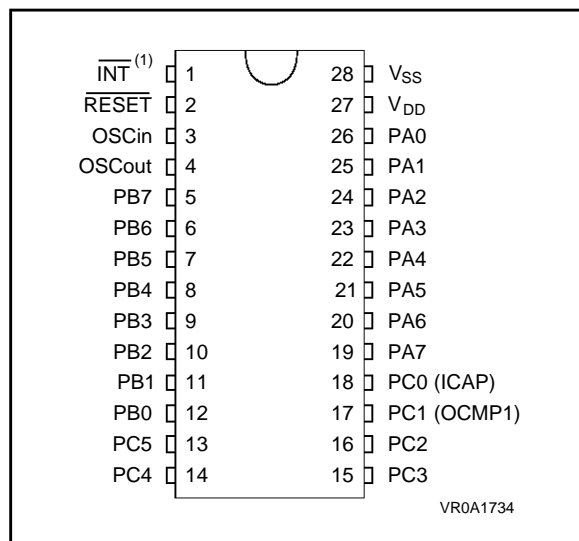 INT (1) 1 28 VSS
RESET 2 27 VDD
OSCin 3 26 PA0
OSCout 4 25 PA1
PB7 5 24 PA2
PB6 6 23 PA3
PB5 7 22 PA4
PB4 8 21 PA5
PB3 9 20 PA6
PB2 10 19 PA7
PB1 11 18 PC0 (ICAP)
PB0 12 17 PC1 (OCMP1)
PC5 13 16 PC2
PC4 14 15 PC3
VR0A1734